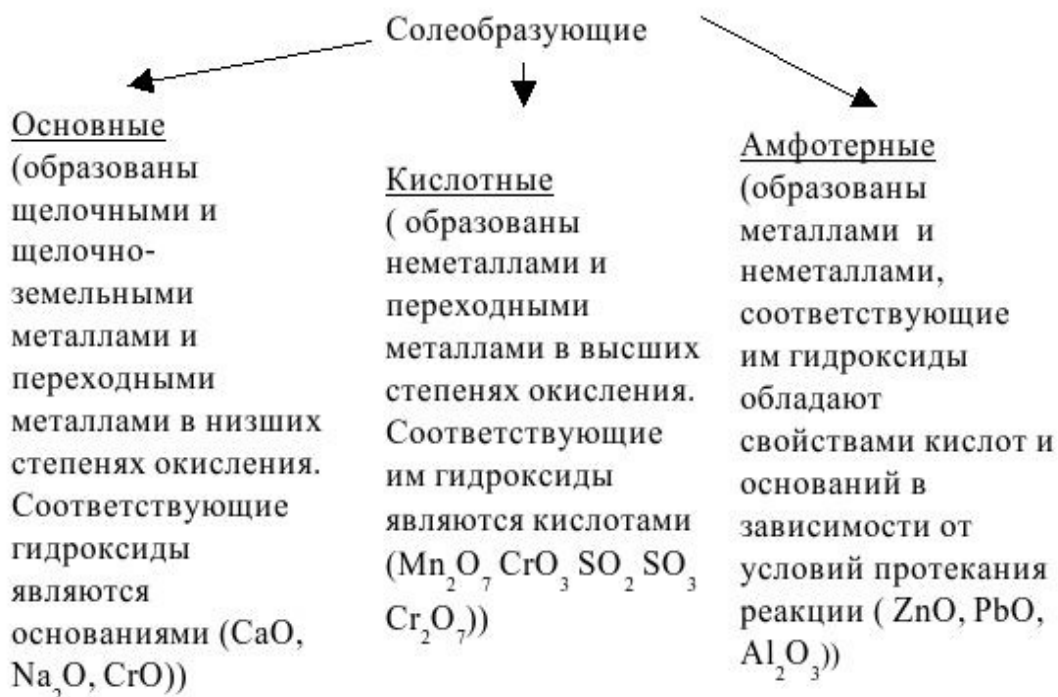 Солеобразующие
Основные
(образованы
щелочными и
щелочно-
земельными
металлами и
переходными
металлами в низших
степенях окисления.
Соответствующие
гидроксиды
являются
основаниями (CaO,
Na₂O, CrO))
Кислотные
( образованы
неметаллами и
переходными
металлами в высших
степенях окисления.
Соответствующие
им гидроксиды
являются кислотами
(Mn₂O₇ CrO₃ SO₂ SO₃
Cr₂O₇))
Амфотерные
(образованы
металлами и
неметаллами,
соответствующие
им гидроксиды
обладают
свойствами кислот и
оснований в
зависимости от
условий протекания
реакции ( ZnO, PbO,
Al₂O₃))